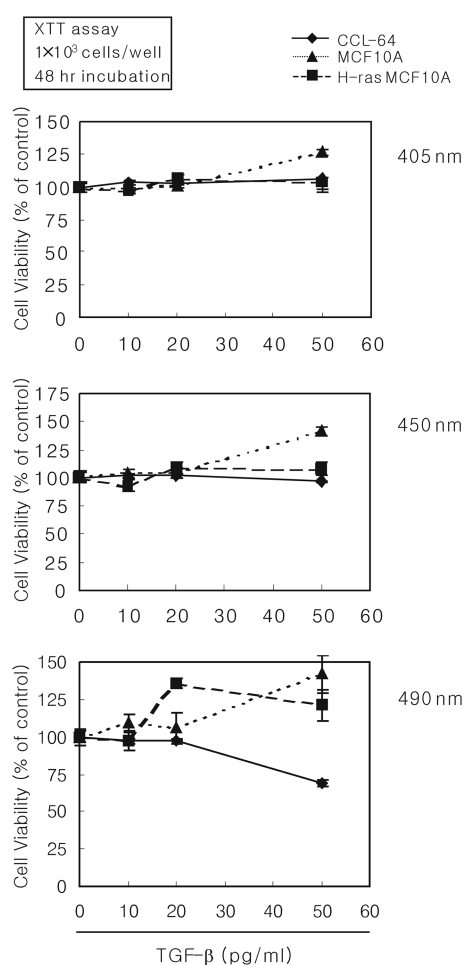 XTT assay
1×10³ cells/well
48 hr incubation
CCL-64
MCF10A
H-ras MCF10A
405 nm
Cell Viability (% of control)
150
125
100
75
50
25
0
0 10 20 30 40 50 60
450 nm
Cell Viability (% of control)
175
150
125
100
75
50
25
0
0 10 20 30 40 50 60
490 nm
Cell Viability (% of control)
150
125
100
75
50
25
0
0 10 20 30 40 50 60
TGF-β (pg/ml)